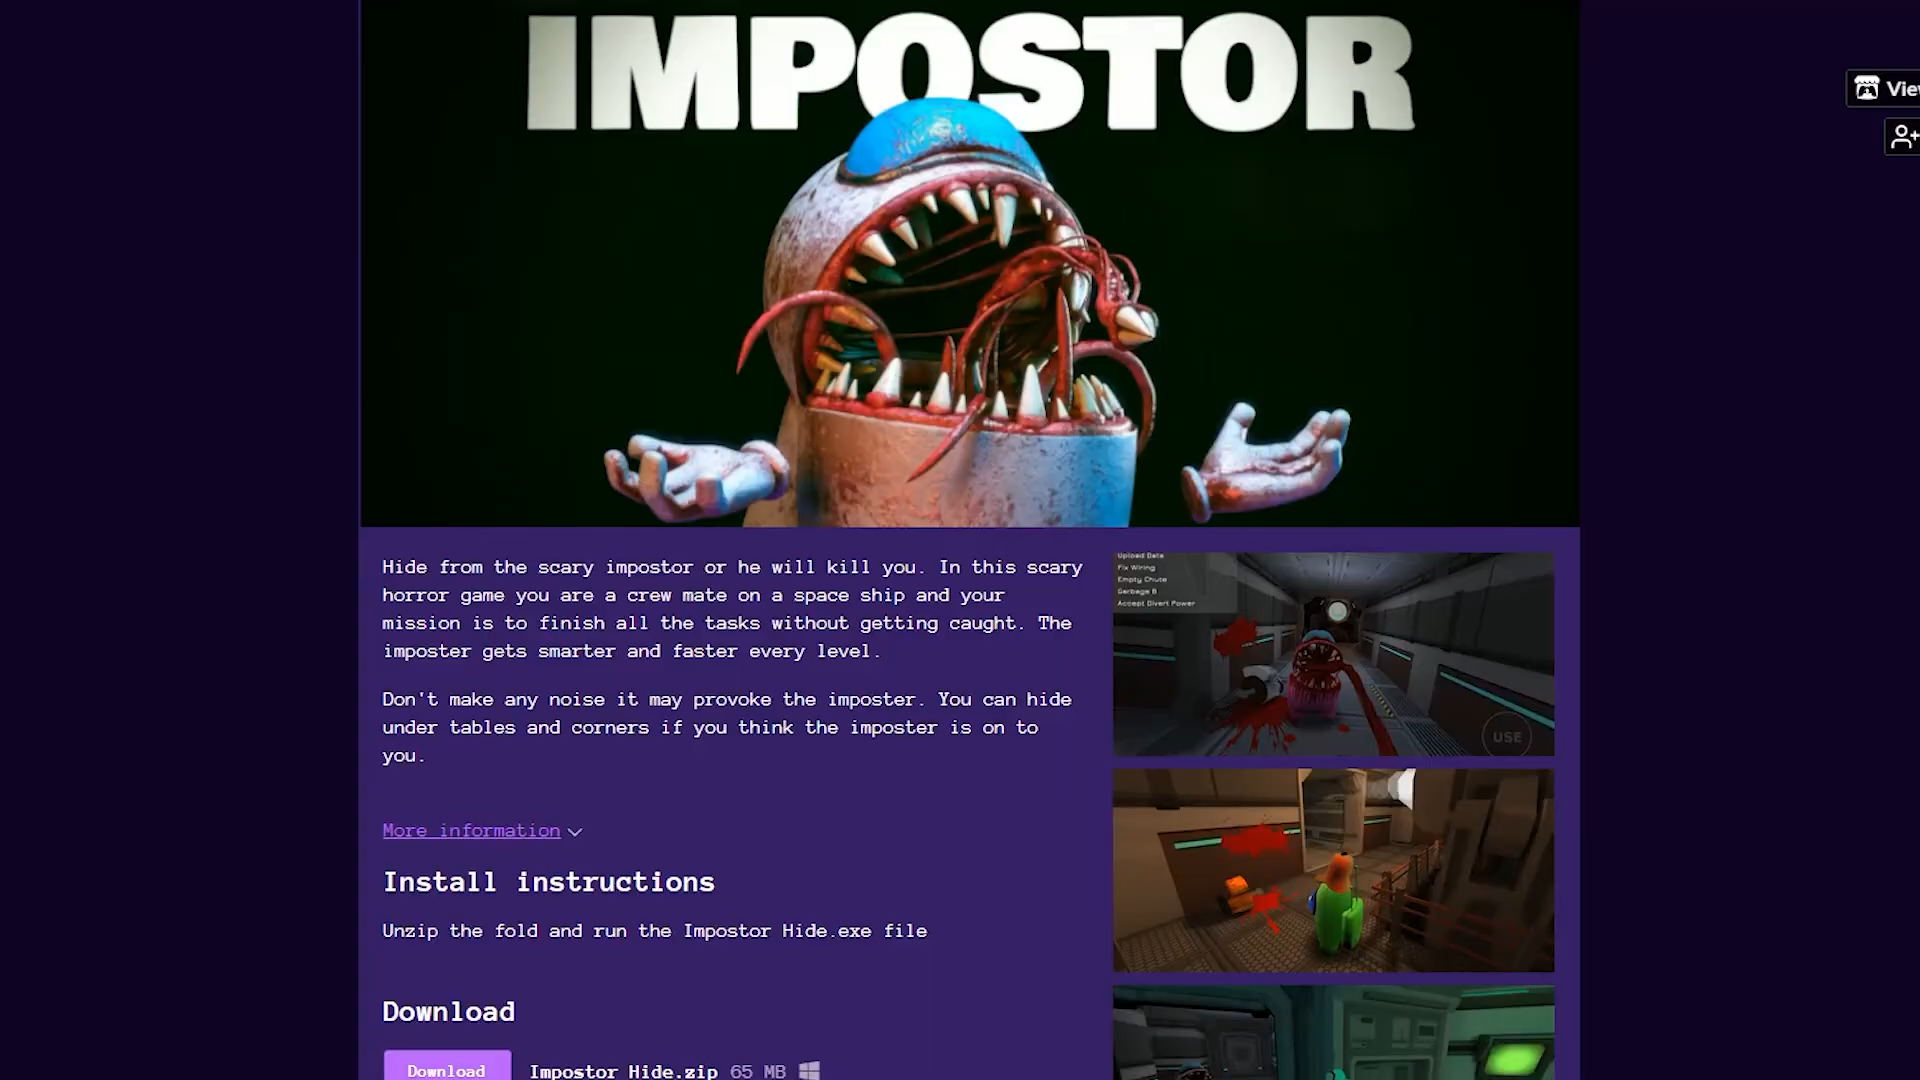 IMPOSTOR
View
Hide from the scary impostor or he will kill you. In this scary
horror game you are a crew mate on a space ship and your
mission is to finish all the tasks without getting caught. The
imposter gets smarter and faster every level.
Don't make any noise it may provoke the imposter. You can hide
under tables and corners if you think the imposter is on to
you.
More information
Install instructions
Unzip the fold and run the Impostor Hide.exe file
Download
Download Impostor Hide.zip 65 MB
Upload Data
Fix Wiring
Empty Chute
Garbage B
Accept Divert Power
USE